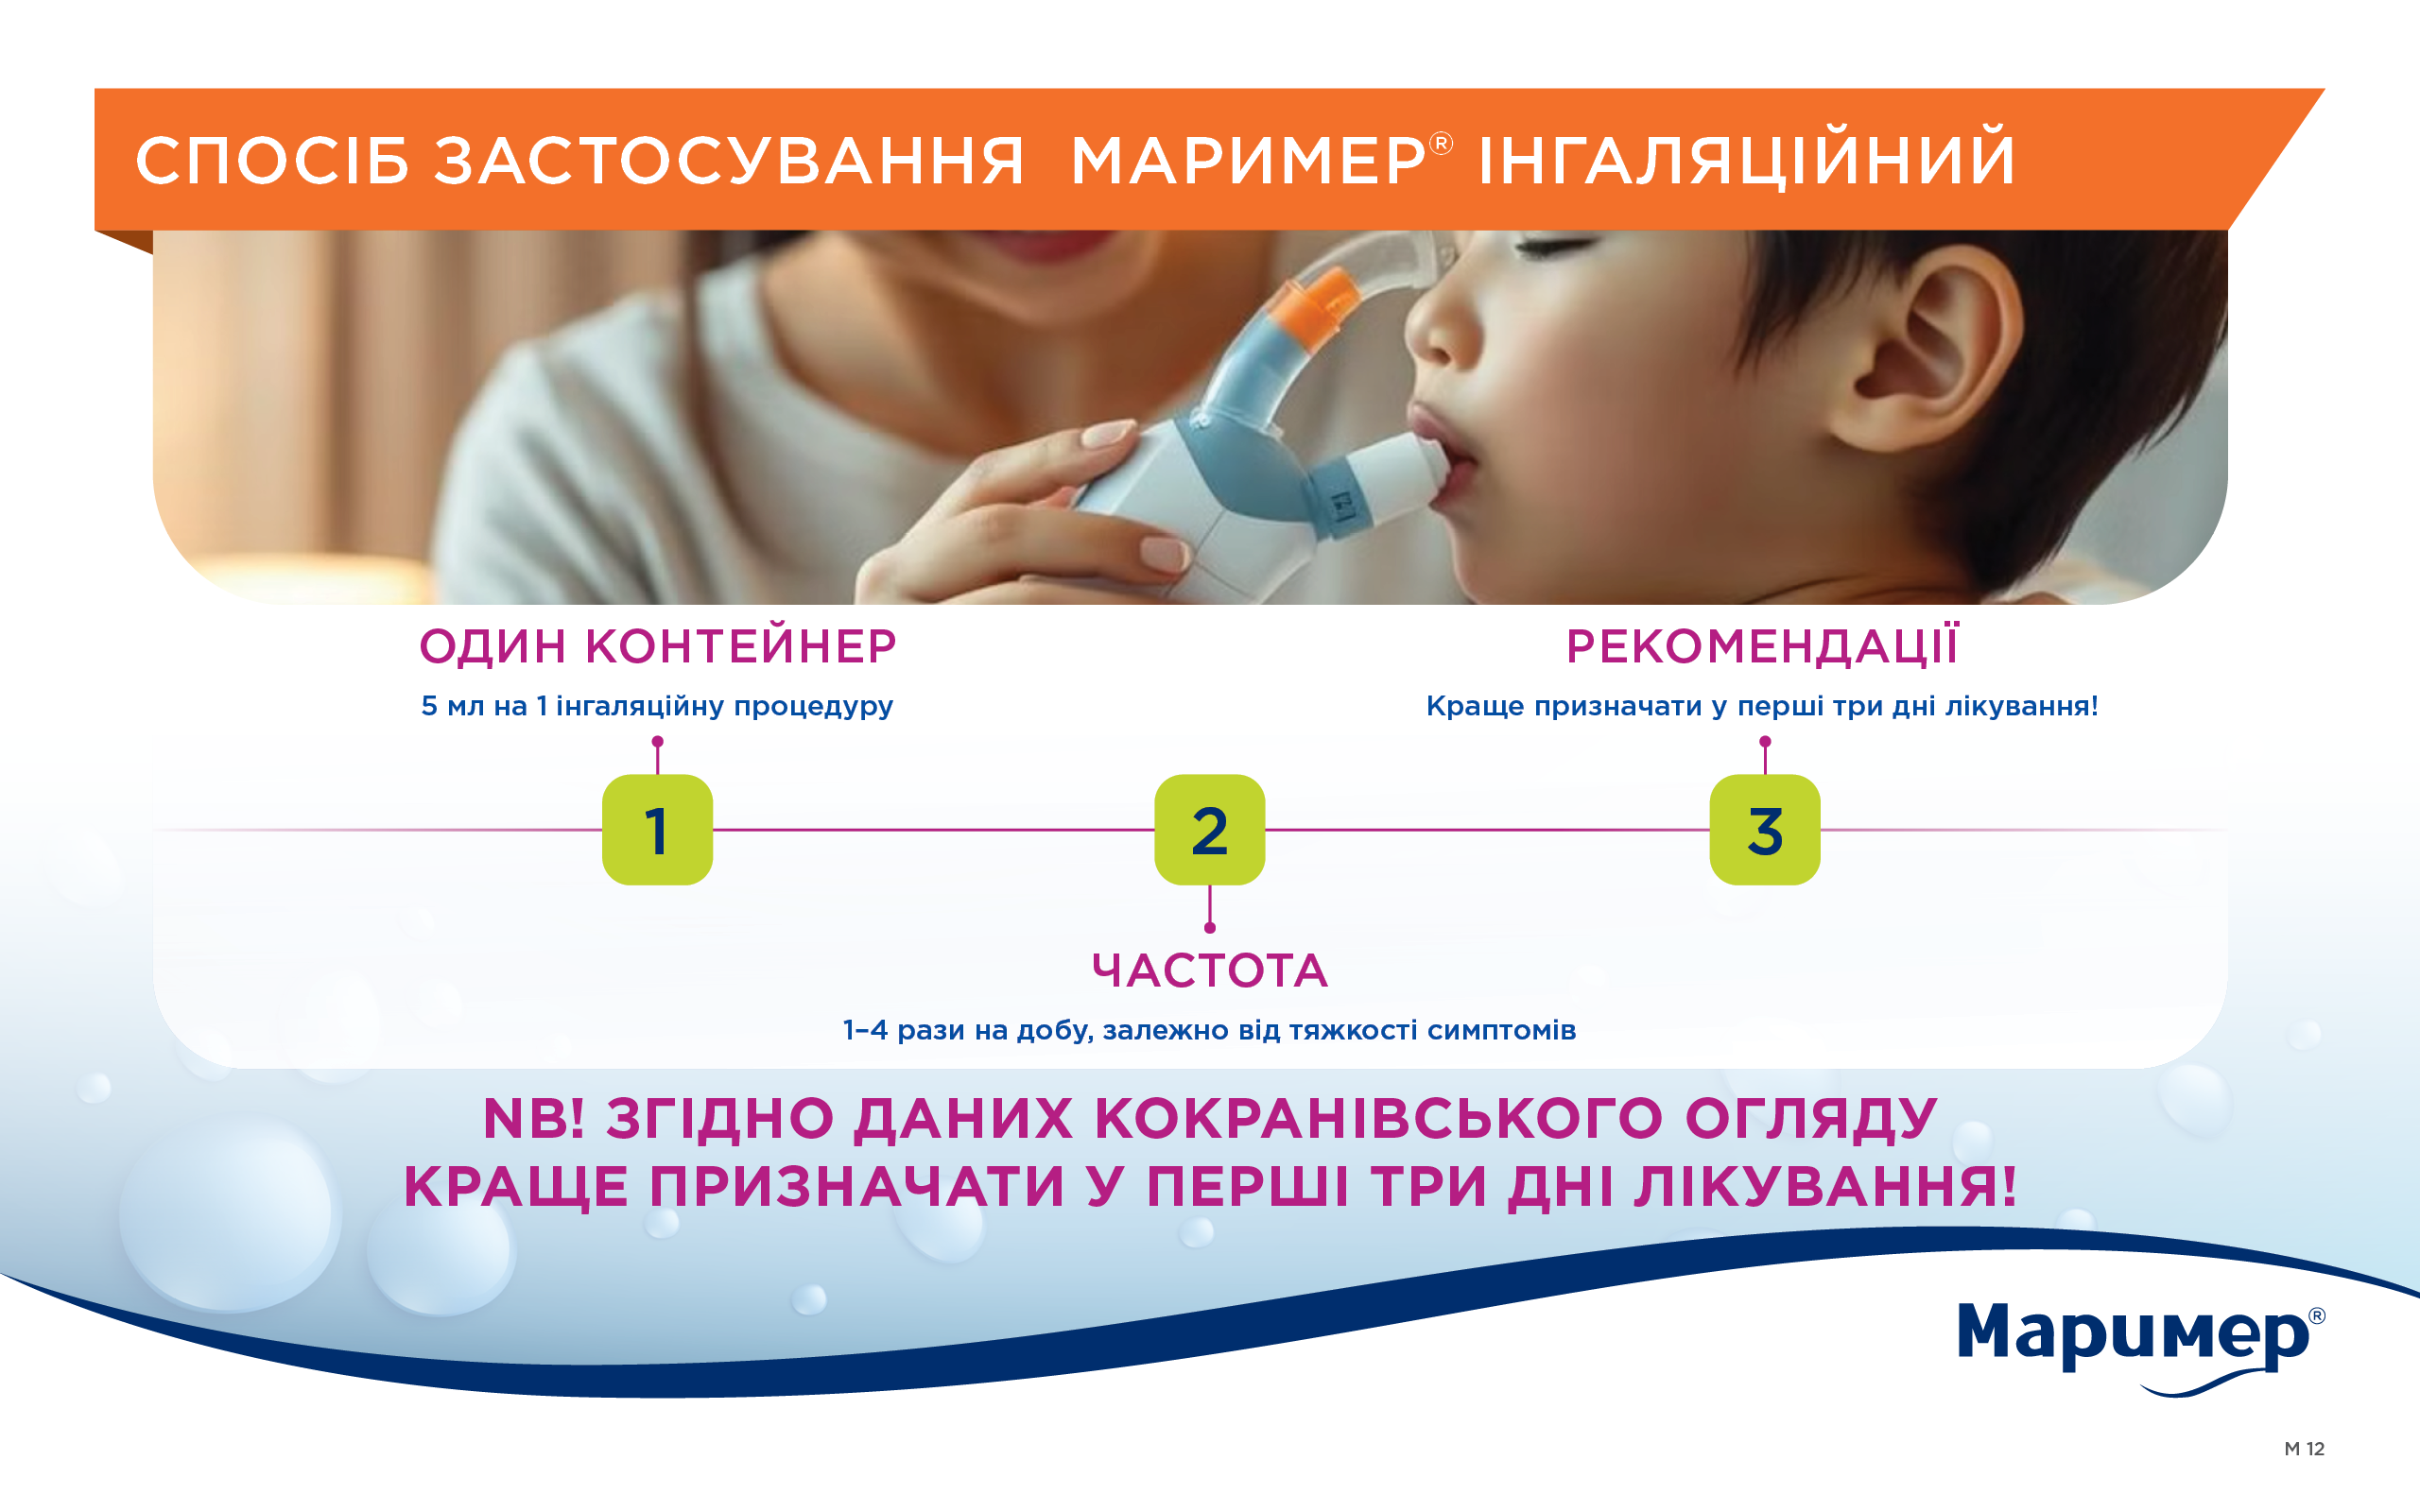 СПОСІБ ЗАСТОСУВАННЯ МАРИМЕР® ІНГАЛЯЦІЙНИЙ
ОДИН КОНТЕЙНЕР
5 мл на 1 інгаляційну процедуру
РЕКОМЕНДАЦІЇ
Краще призначати у перші три дні лікування!
1
2
3
ЧАСТОТА
1–4 рази на добу, залежно від тяжкості симптомів
NB! ЗГІДНО ДАНИХ КОКРАНІВСЬКОГО ОГЛЯДУ
КРАЩЕ ПРИЗНАЧАТИ У ПЕРШІ ТРИ ДНІ ЛІКУВАННЯ!
Маример®
М 12